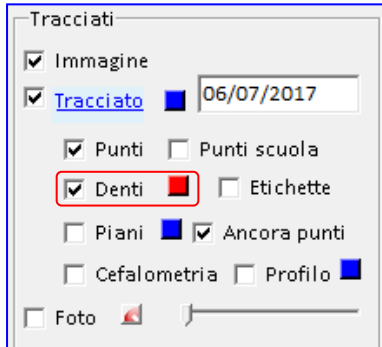 Tracciati
Immagine
Tracciato 06/07/2017
Punti Punti scuola
Denti Etichette
Piani Ancora punti
Cefalometria Profilo
Foto